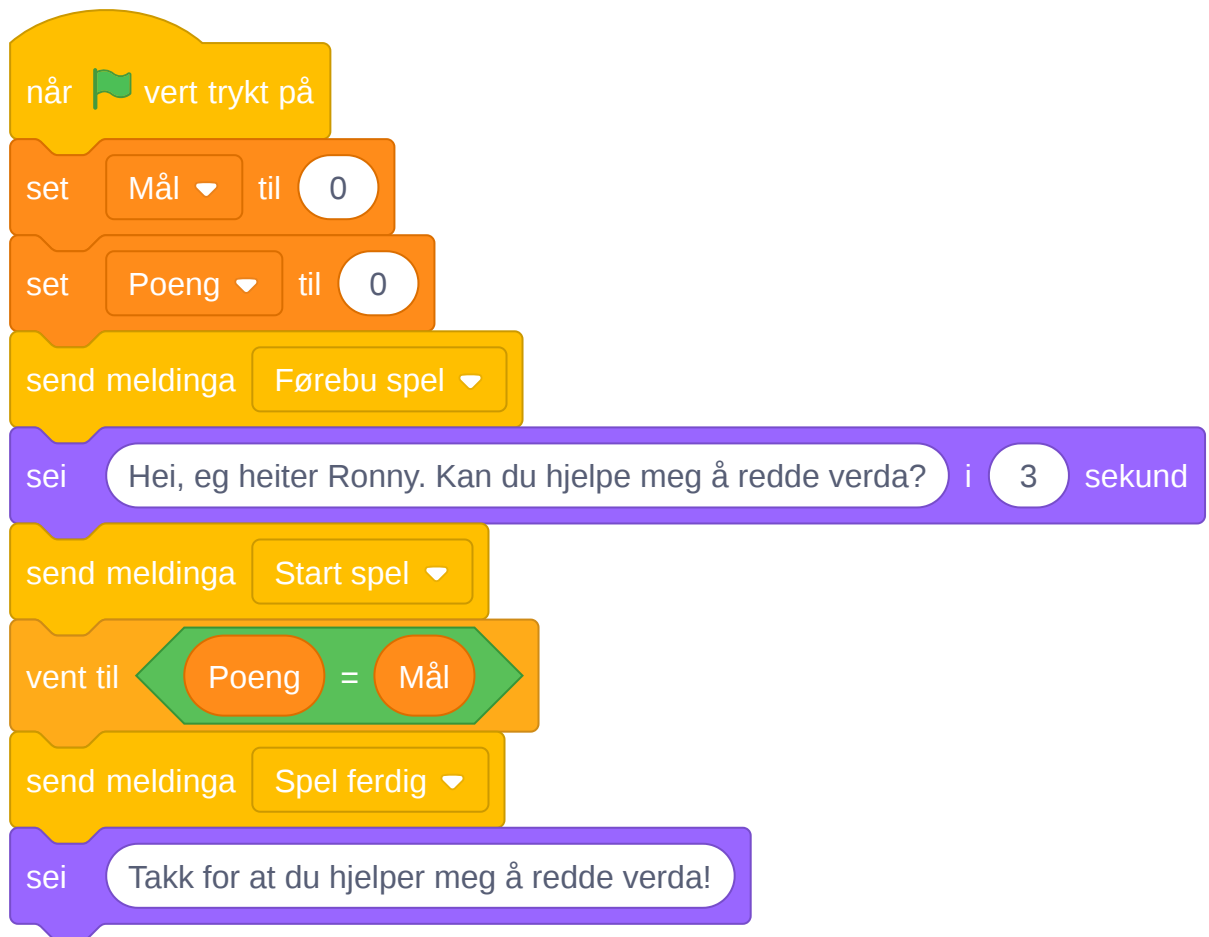 når vert trykt på
set Mål til 0
set Poeng til 0
send meldinga Førebu spel
sei Hei, eg heiter Ronny. Kan du hjelpe meg å redde verda? i 3 sekund
send meldinga Start spel
vent til Poeng = Mål
send meldinga Spel ferdig
sei Takk for at du hjelper meg å redde verda!